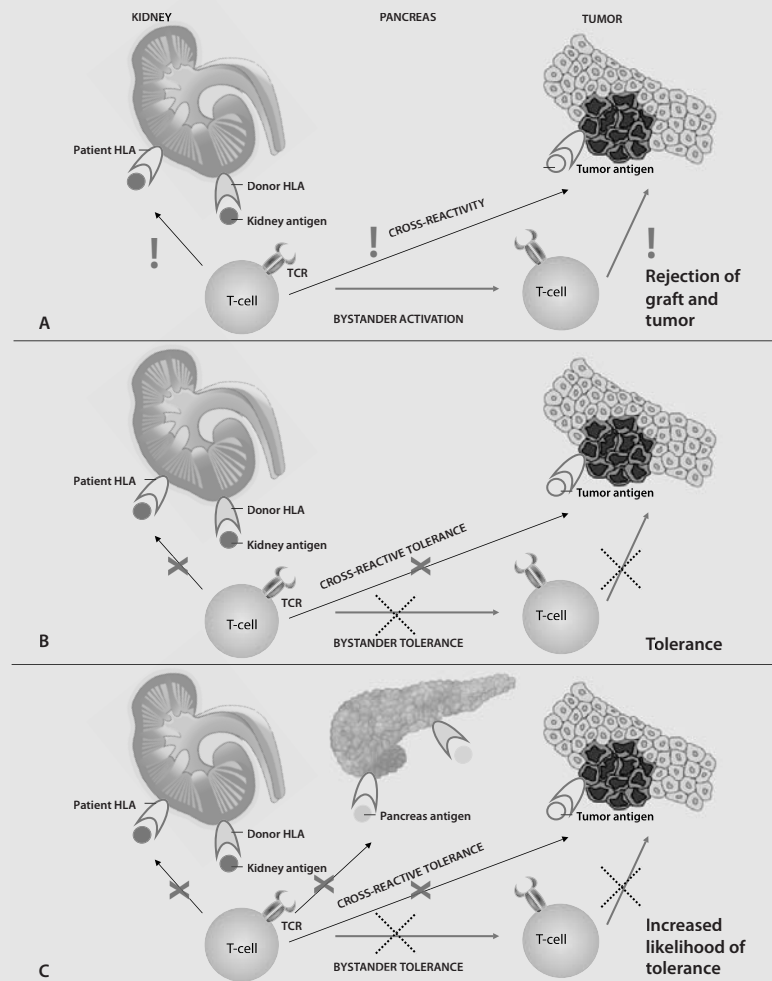 KIDNEY
PANCREAS
TUMOR
Patient HLA
Donor HLA
Kidney antigen
Tumor antigen
CROSS-REACTIVITY
!
!
!
TCR
T-cell
T-cell
BYSTANDER ACTIVATION
Rejection of
graft and
tumor
A
Patient HLA
Donor HLA
Kidney antigen
Tumor antigen
CROSS-REACTIVE TOLERANCE
TCR
T-cell
T-cell
BYSTANDER TOLERANCE
Tolerance
B
Patient HLA
Donor HLA
Kidney antigen
Pancreas antigen
Tumor antigen
CROSS-REACTIVE TOLERANCE
TCR
T-cell
T-cell
BYSTANDER TOLERANCE
Increased
likelihood of
tolerance
C